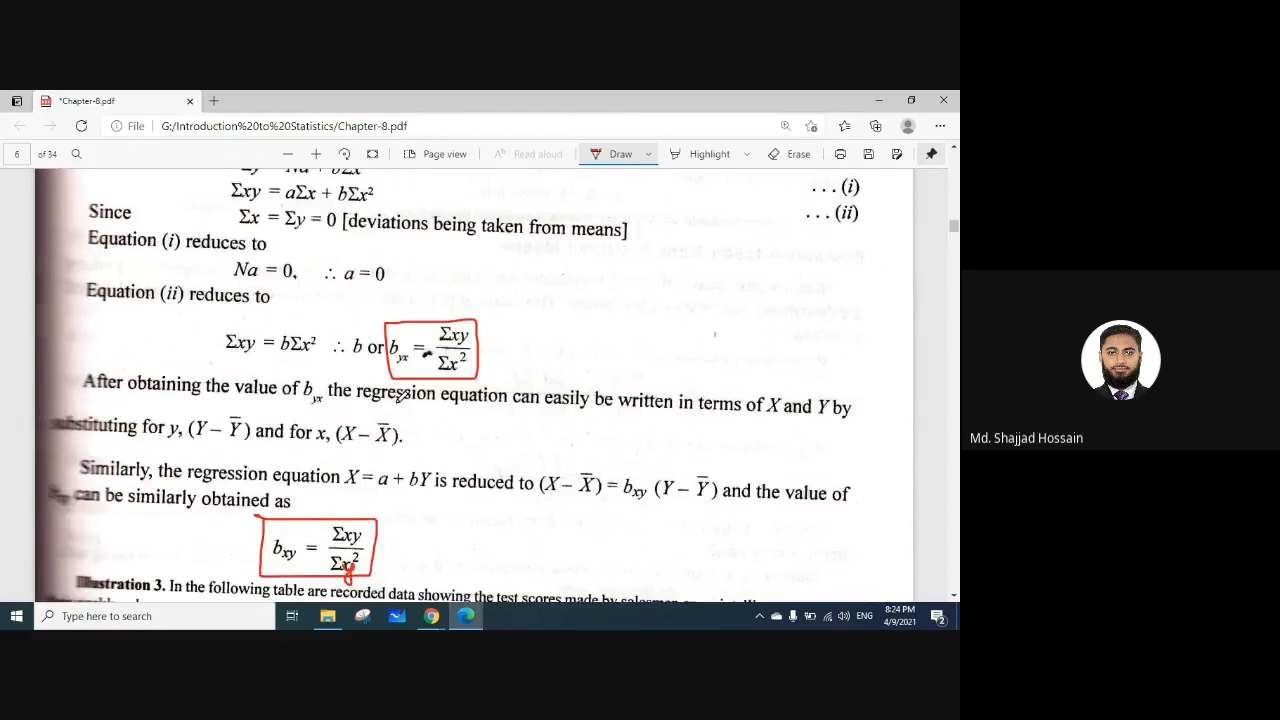 *Chapter-8.pdf
File
G:/Introduction%20to%20Statistics/Chapter-8.pdf
6 of 34
Page view
Read aloud
Draw
Highlight
Erase
Σxy = aΣx + bΣx² ...(i)
Since Σx = Σy = 0 [deviations being taken from means] ...(ii)
Equation (i) reduces to
Na = 0, ∴ a = 0
Equation (ii) reduces to
Σxy = bΣx² ∴ b or b_yx = Σxy / Σx²
After obtaining the value of b_yx the regression equation can easily be written in terms of X and Y by
substituting for y, (Y – Ȳ) and for x, (X – X̄).
Similarly, the regression equation X = a + bY is reduced to (X – X̄) = b_xy (Y – Ȳ) and the value of
can be similarly obtained as
b_xy = Σxy / Σy²
Illustration 3. In the following table are recorded data showing the test scores made by salesmen
Md. Shajjad Hossain
Type here to search
ENG
8:24 PM
4/9/2021
2